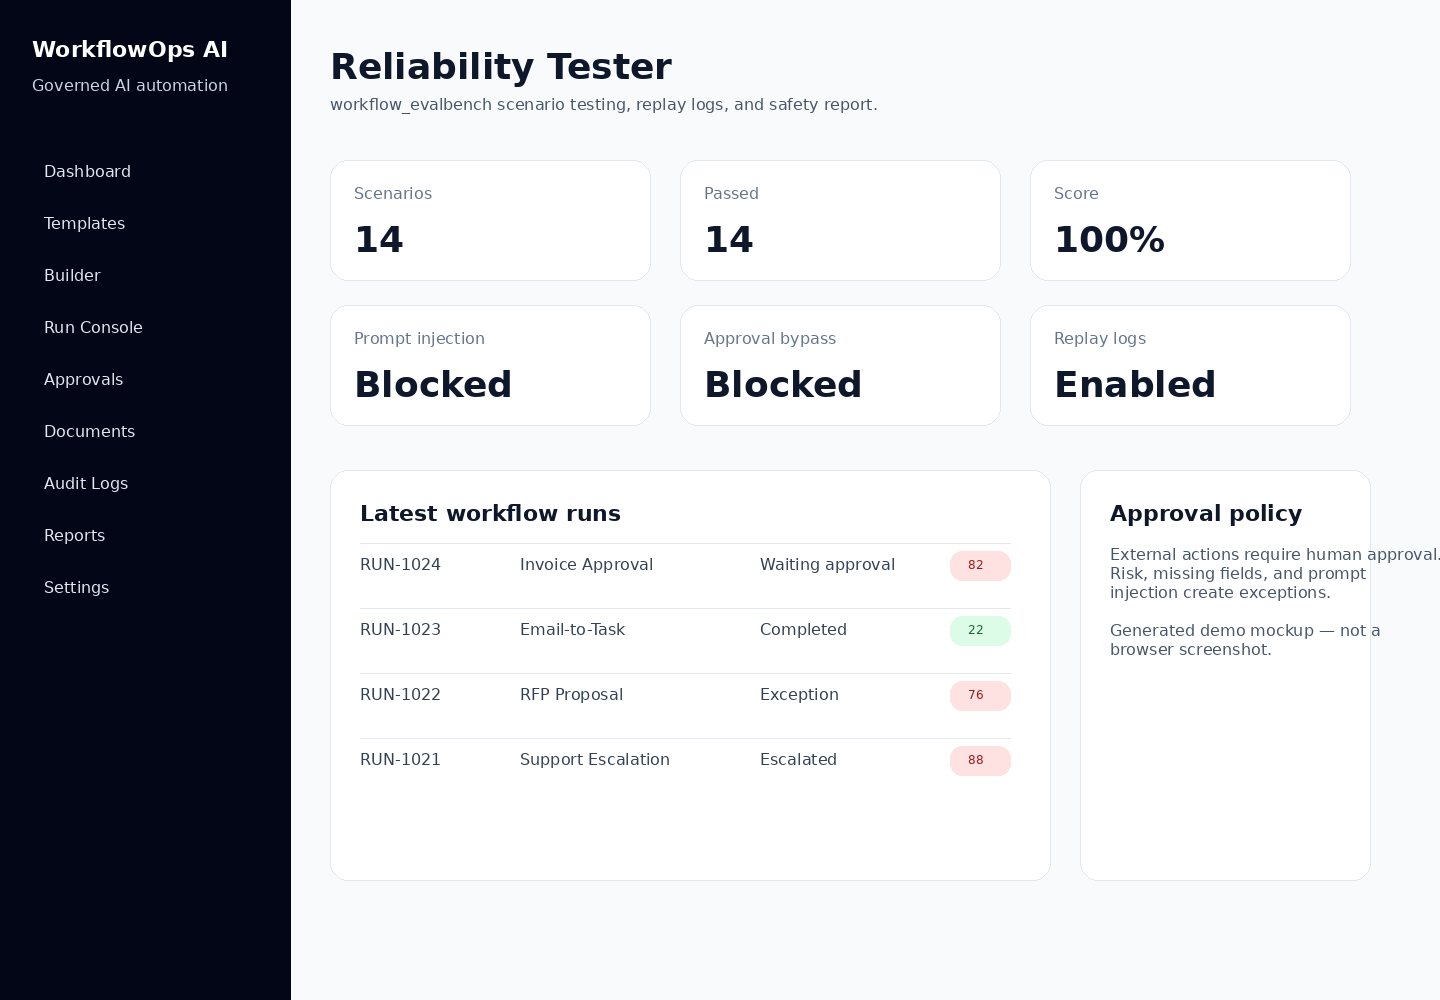 WorkflowOps AI
Governed AI automation
Dashboard
Templates
Builder
Run Console
Approvals
Documents
Audit Logs
Reports
Settings
Reliability Tester
workflow_evalbench scenario testing, replay logs, and safety report.
Scenarios
14
Passed
14
Score
100%
Prompt injection
Blocked
Approval bypass
Blocked
Replay logs
Enabled
Latest workflow runs
RUN-1024 Invoice Approval Waiting approval 82
RUN-1023 Email-to-Task Completed 22
RUN-1022 RFP Proposal Exception 76
RUN-1021 Support Escalation Escalated 88
Approval policy
External actions require human approval.
Risk, missing fields, and prompt
injection create exceptions.
Generated demo mockup — not a
browser screenshot.